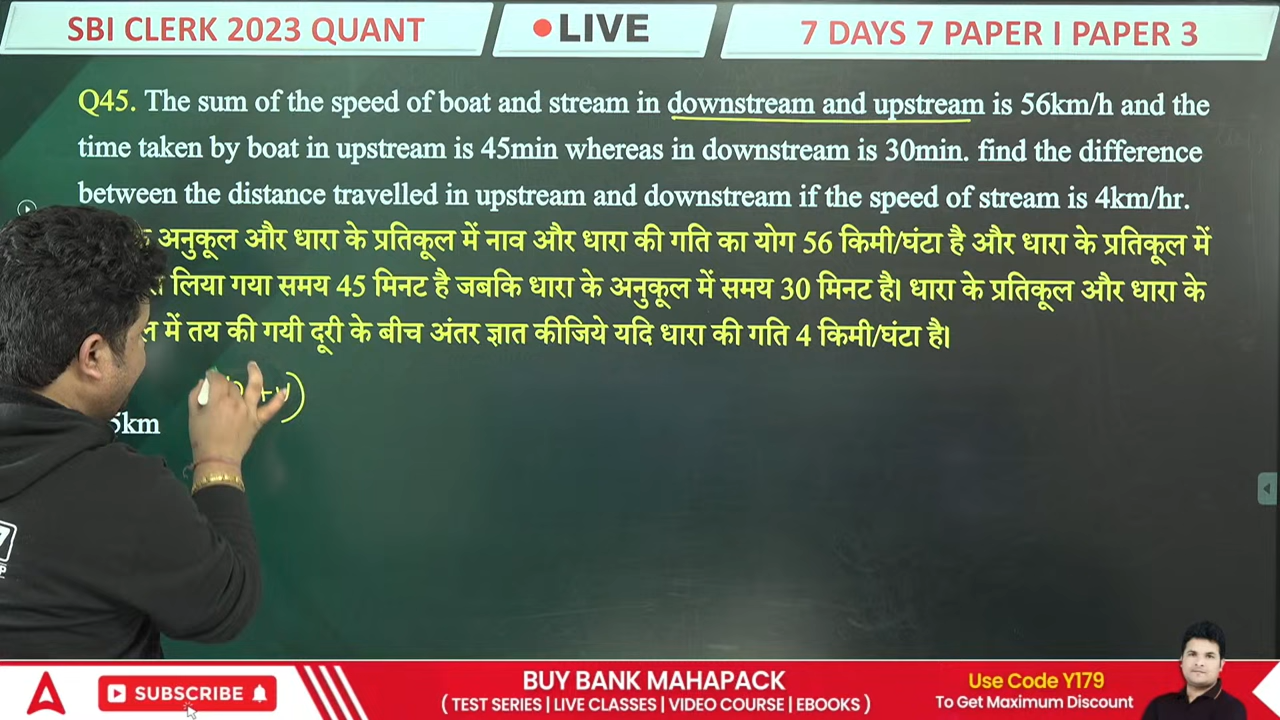 SBI CLERK 2023 QUANT
LIVE
7 DAYS 7 PAPER I PAPER 3
Q45. The sum of the speed of boat and stream in downstream and upstream is 56km/h and the
time taken by boat in upstream is 45min whereas in downstream is 30min. find the difference
between the distance travelled in upstream and downstream if the speed of stream is 4km/hr.
अनुकूल और धारा के प्रतिकूल में नाव और धारा की गति का योग 56 किमी/घंटा है और धारा के प्रतिकूल में
लिया गया समय 45 मिनट है जबकि धारा के अनुकूल में समय 30 मिनट है। धारा के प्रतिकूल और धारा के
में तय की गयी दूरी के बीच अंतर ज्ञात कीजिये यदि धारा की गति 4 किमी/घंटा है।
5km
SUBSCRIBE
BUY BANK MAHAPACK
( TEST SERIES | LIVE CLASSES | VIDEO COURSE | EBOOKS )
Use Code Y179
To Get Maximum Discount